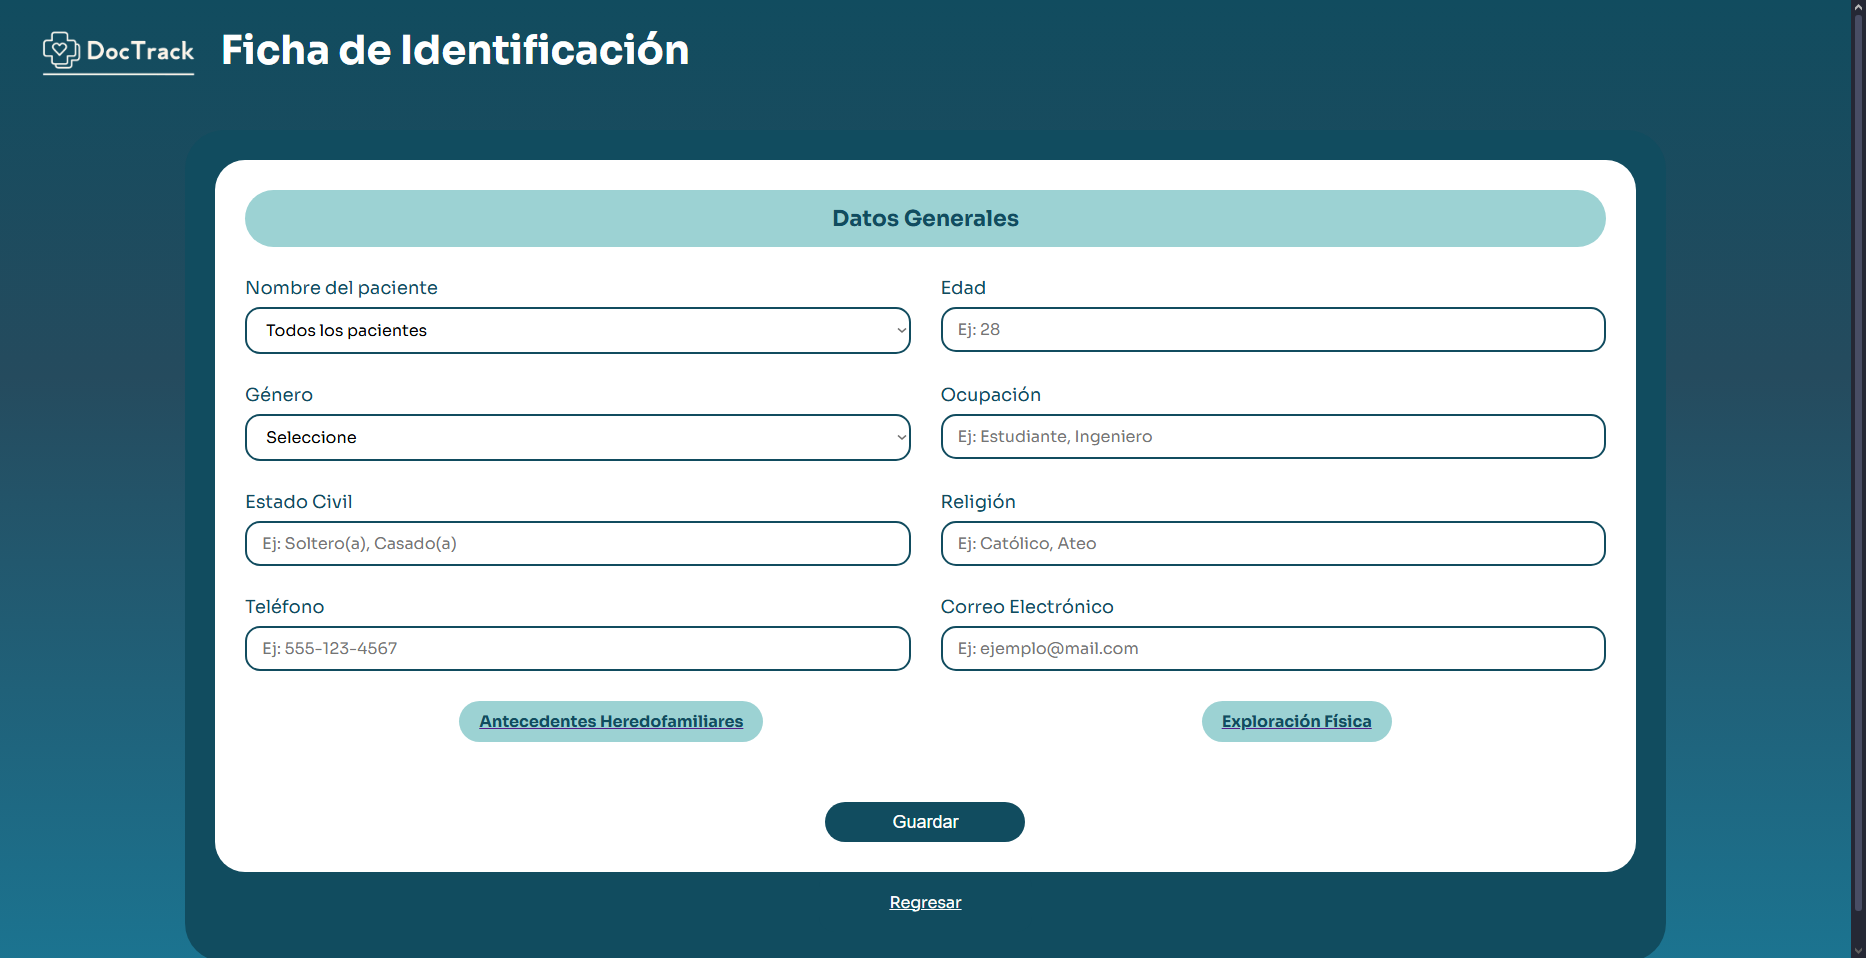 DocTrack
Ficha de Identificación
Datos Generales
Nombre del paciente
Todos los pacientes
Edad
Ej: 28
Género
Seleccione
Ocupación
Ej: Estudiante, Ingeniero
Estado Civil
Ej: Soltero(a), Casado(a)
Religión
Ej: Católico, Ateo
Teléfono
Ej: 555-123-4567
Correo Electrónico
Ej: ejemplo@mail.com
Antecedentes Heredofamiliares
Exploración Física
Guardar
Regresar